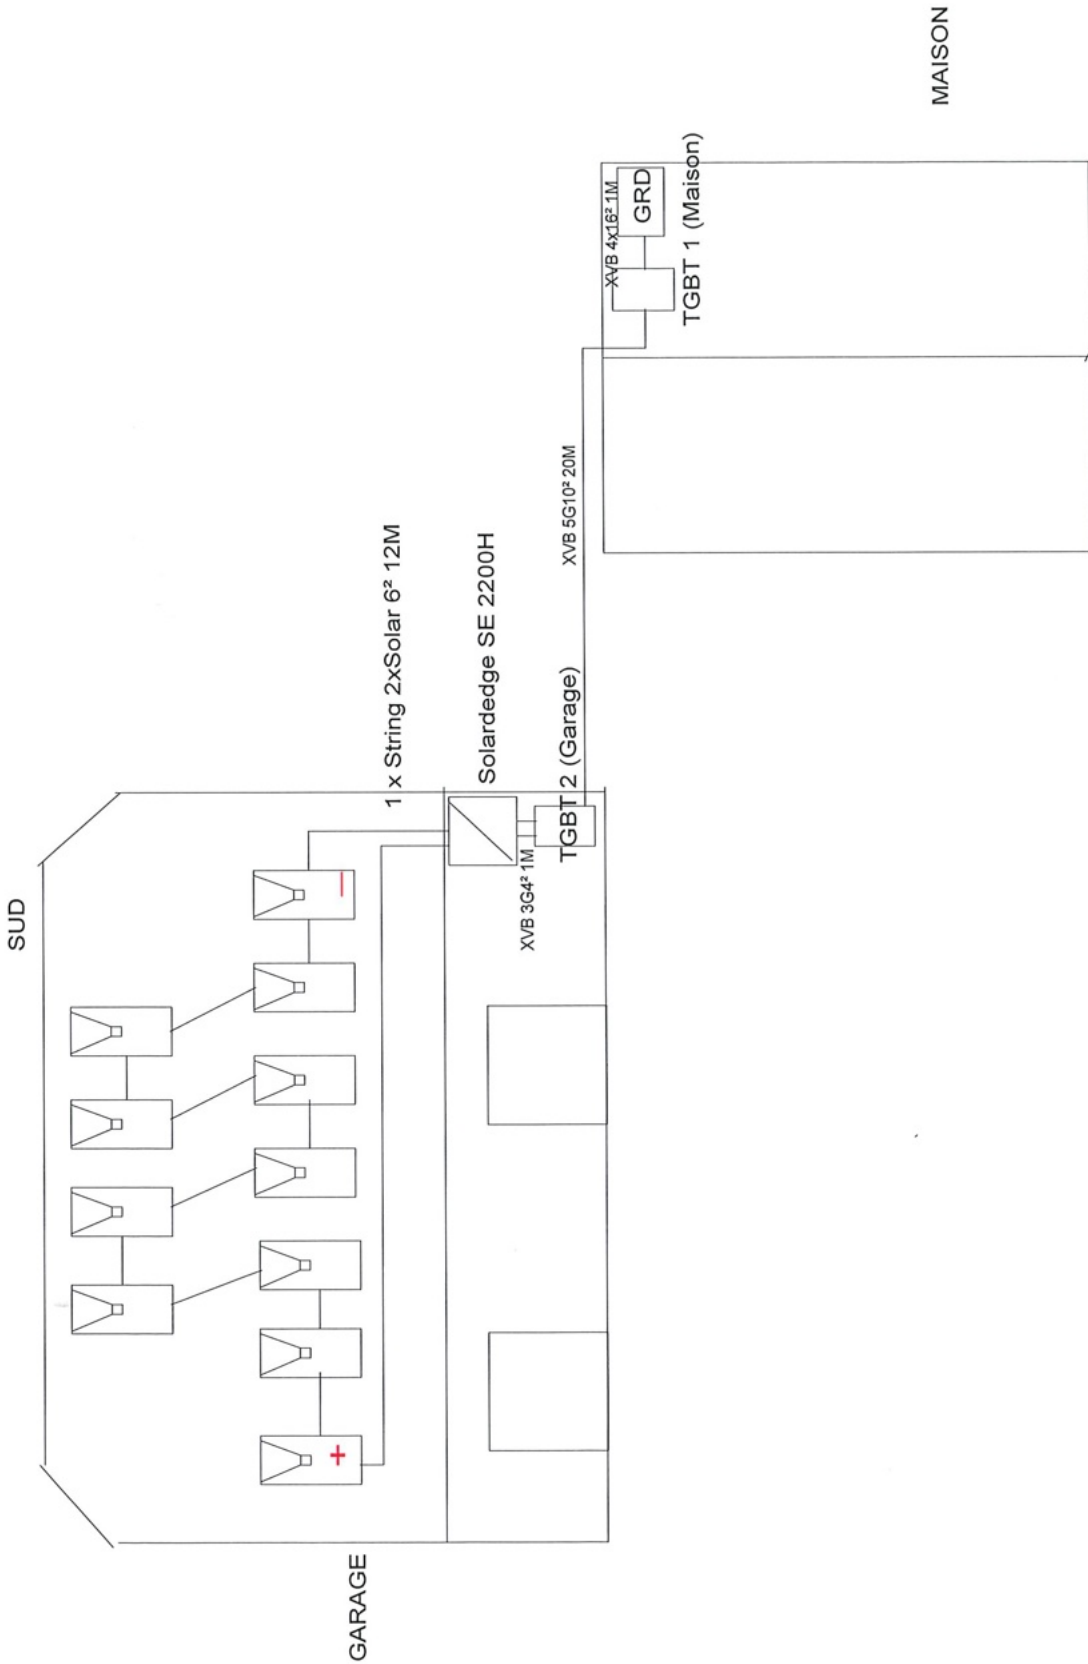 MAISON
XVB 4x16² 1M
GRD
TGBT 1 (Maison)
XVB 5G10² 20M
1 x String 2xSolar 6² 12M
Solardedge SE 2200H
TGBT 2 (Garage)
XVB 3G4² 1M
SUD
−
+
GARAGE